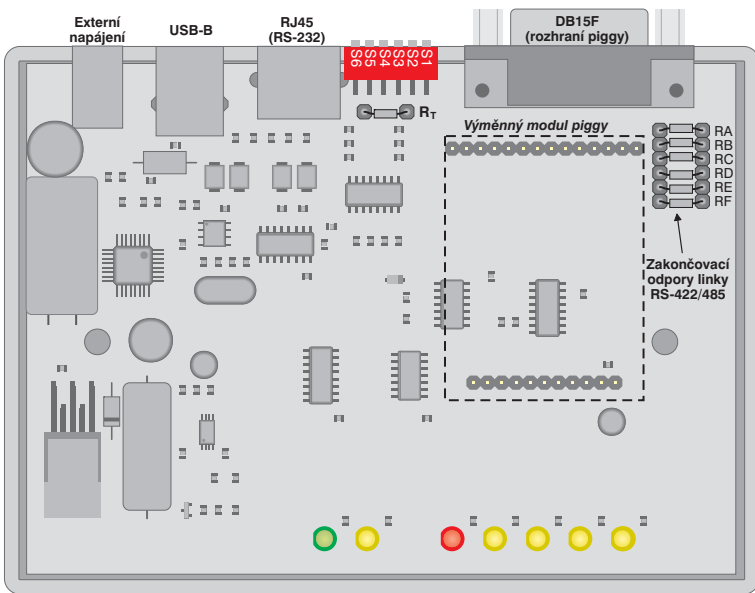 Externí
napájení
USB-B
RJ45
(RS-232)
DB15F
(rozhraní piggy)
S6 S5 S4 S3 S2 S1
RT
Výměnný modul piggy
RA
RB
RC
RD
RE
RF
Zakončovací
odpory linky
RS-422/485